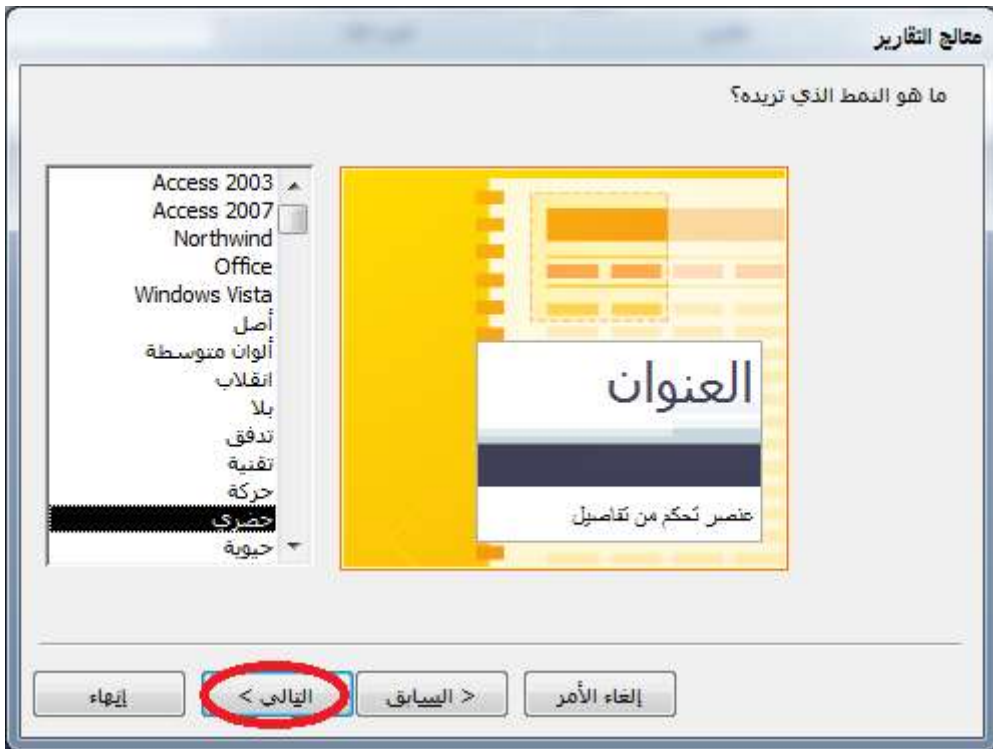 معالج التقارير
ما هو النمط الذي تريده؟
Access 2003
Access 2007
Northwind
Office
Windows Vista
أصل
ألوان متوسطة
انقلاب
بلا
تدفق
تقنية
حركة
حضري
حيوية
العنوان
عنصر تحكم من تفاصيل
إلغاء الأمر
< السابق
التالي >
إنهاء